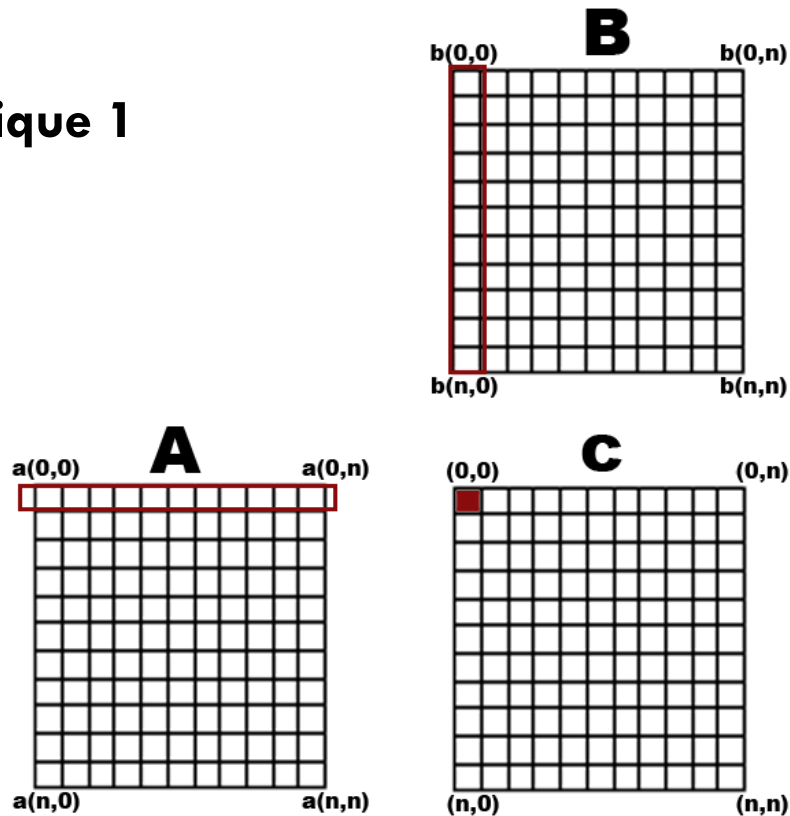 B
b(0,0) b(0,n)
ique 1
b(n,0) b(n,n)
A
a(0,0) a(0,n)
C
(0,0) (0,n)
a(n,0) a(n,n)
(n,0) (n,n)